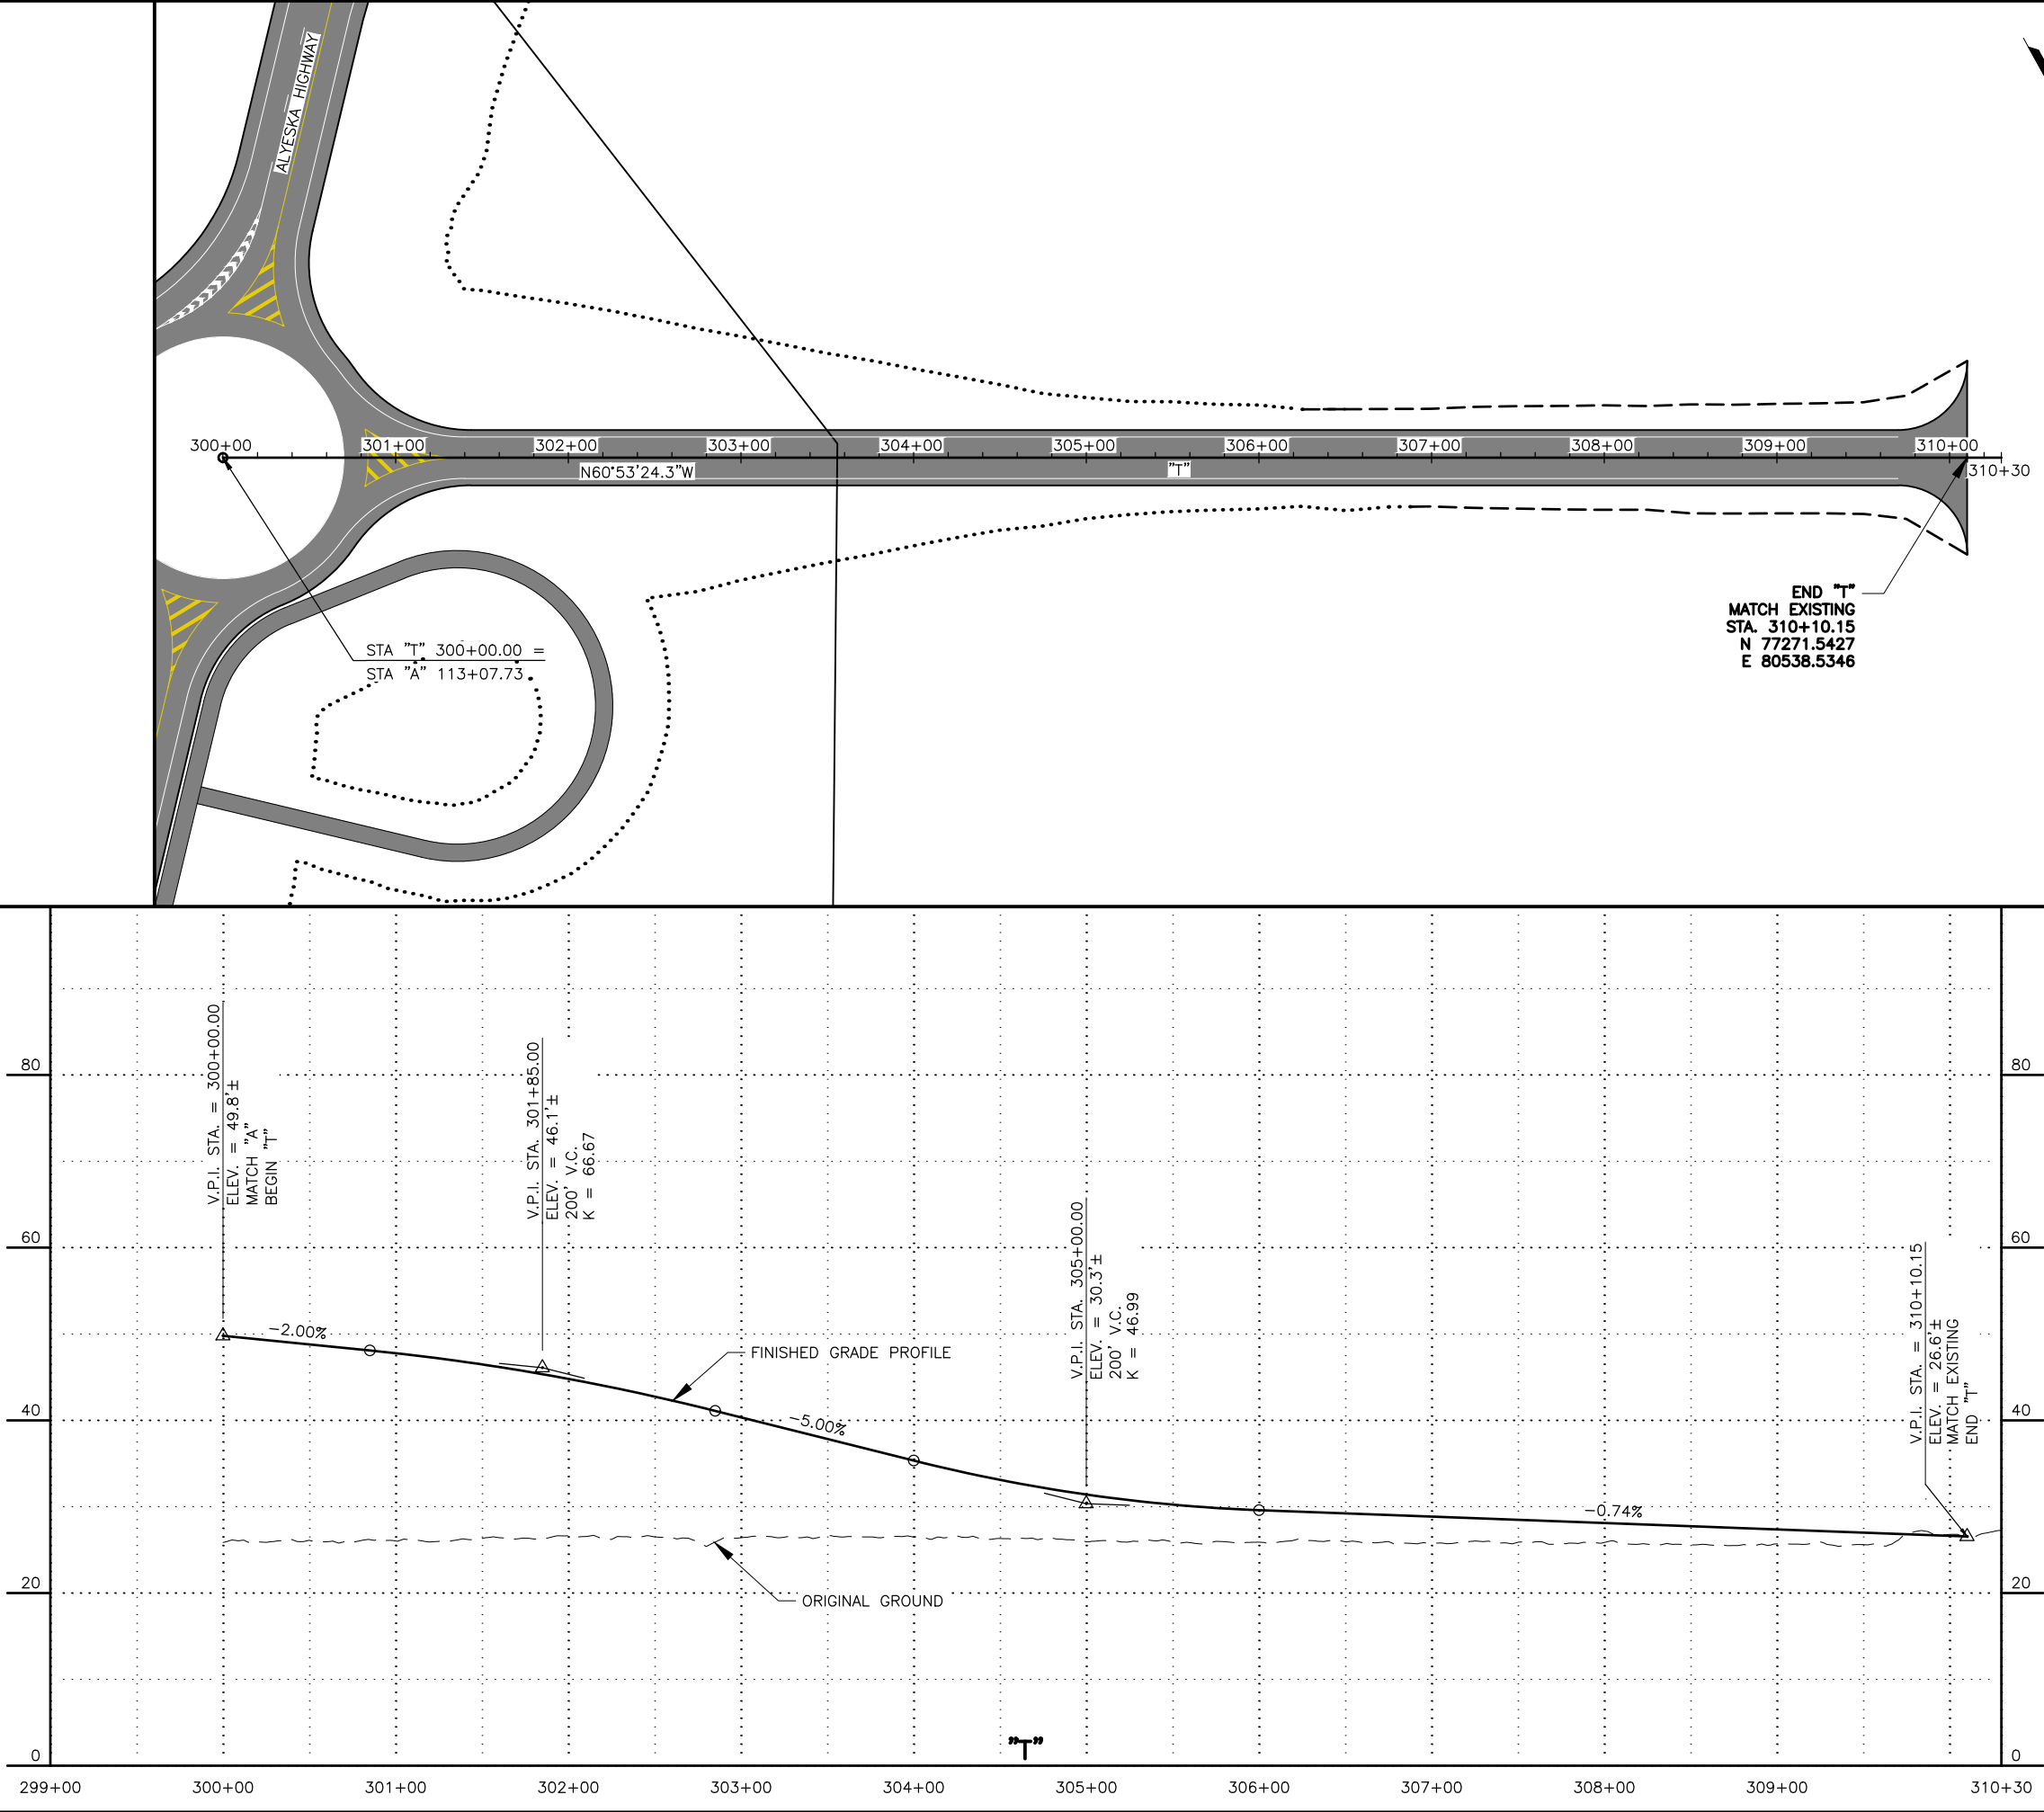 ALYESKA HIGHWAY
300+00
301+00
302+00
303+00
304+00
305+00
306+00
307+00
308+00
309+00
310+00
310+30
N60°53'24.3"W
"T"
END "T"
MATCH EXISTING
STA. 310+10.15
N 77271.5427
E 80538.5346
STA "T" 300+00.00 =
STA "A" 113+07.73
80
60
40
20
0
V.P.I. STA. = 300+00.00
ELEV. = 49.8'±
MATCH "A"
BEGIN "T"
V.P.I. STA. 301+85.00
ELEV. = 46.1'±
200' V.C.
K = 66.67
V.P.I. STA. 305+00.00
ELEV. = 30.3'±
200' V.C.
K = 46.99
V.P.I. STA. = 310+10.15
ELEV. = 26.6'±
MATCH EXISTING
END "T"
-2.00%
FINISHED GRADE PROFILE
-5.00%
-0.74%
ORIGINAL GROUND
80
60
40
20
0
"T"
299+00
300+00
301+00
302+00
303+00
304+00
305+00
306+00
307+00
308+00
309+00
310+30